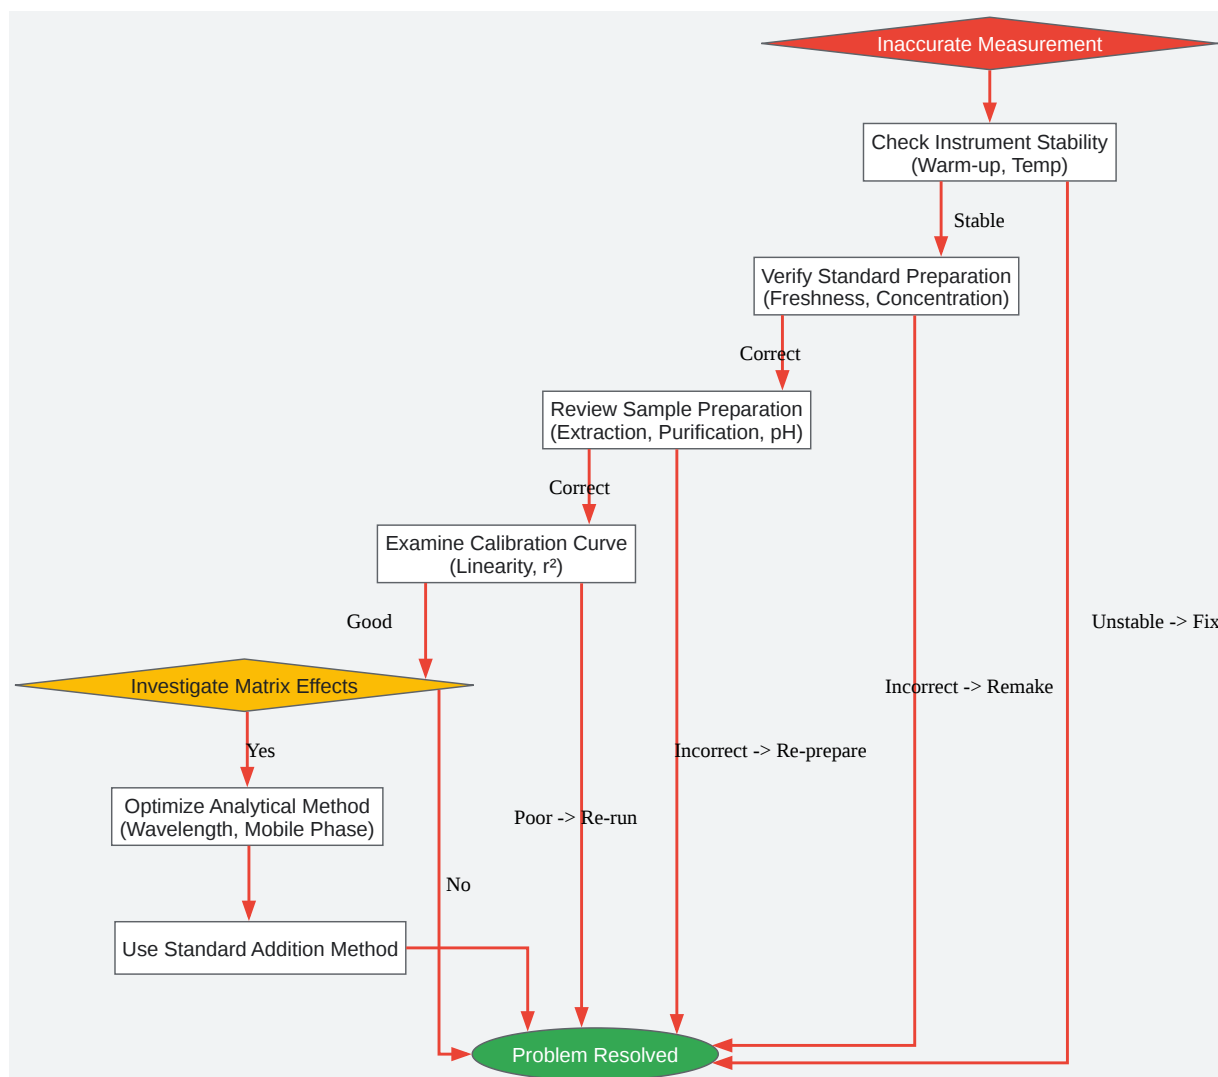 Inaccurate Measurement
Check Instrument Stability
(Warm-up, Temp)
Stable
Verify Standard Preparation
(Freshness, Concentration)
Correct
Review Sample Preparation
(Extraction, Purification, pH)
Correct
Examine Calibration Curve
(Linearity, r²)
Good
Unstable -> Fix
Investigate Matrix Effects
Incorrect -> Remake
Yes
Incorrect -> Re-prepare
Optimize Analytical Method
(Wavelength, Mobile Phase)
Poor -> Re-run
No
Use Standard Addition Method
Problem Resolved